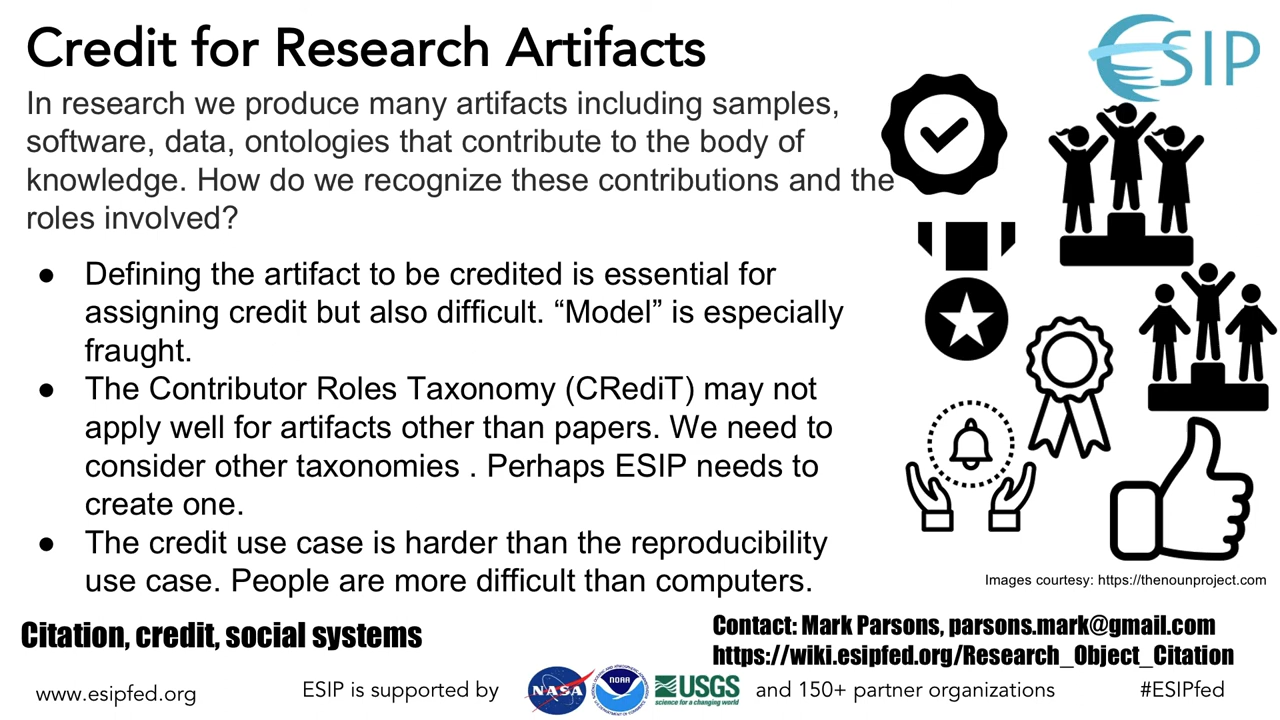 Credit for Research Artifacts
ESIP
In research we produce many artifacts including samples,
software, data, ontologies that contribute to the body of
knowledge. How do we recognize these contributions and the
roles involved?
● Defining the artifact to be credited is essential for
assigning credit but also difficult. “Model” is especially
fraught.
● The Contributor Roles Taxonomy (CRediT) may not
apply well for artifacts other than papers. We need to
consider other taxonomies . Perhaps ESIP needs to
create one.
● The credit use case is harder than the reproducibility
use case. People are more difficult than computers.
Images courtesy: https://thenounproject.com
Citation, credit, social systems
Contact: Mark Parsons, parsons.mark@gmail.com
https://wiki.esipfed.org/Research_Object_Citation
www.esipfed.org
ESIP is supported by
NASA
NOAA
USGS
science for a changing world
and 150+ partner organizations
#ESIPfed